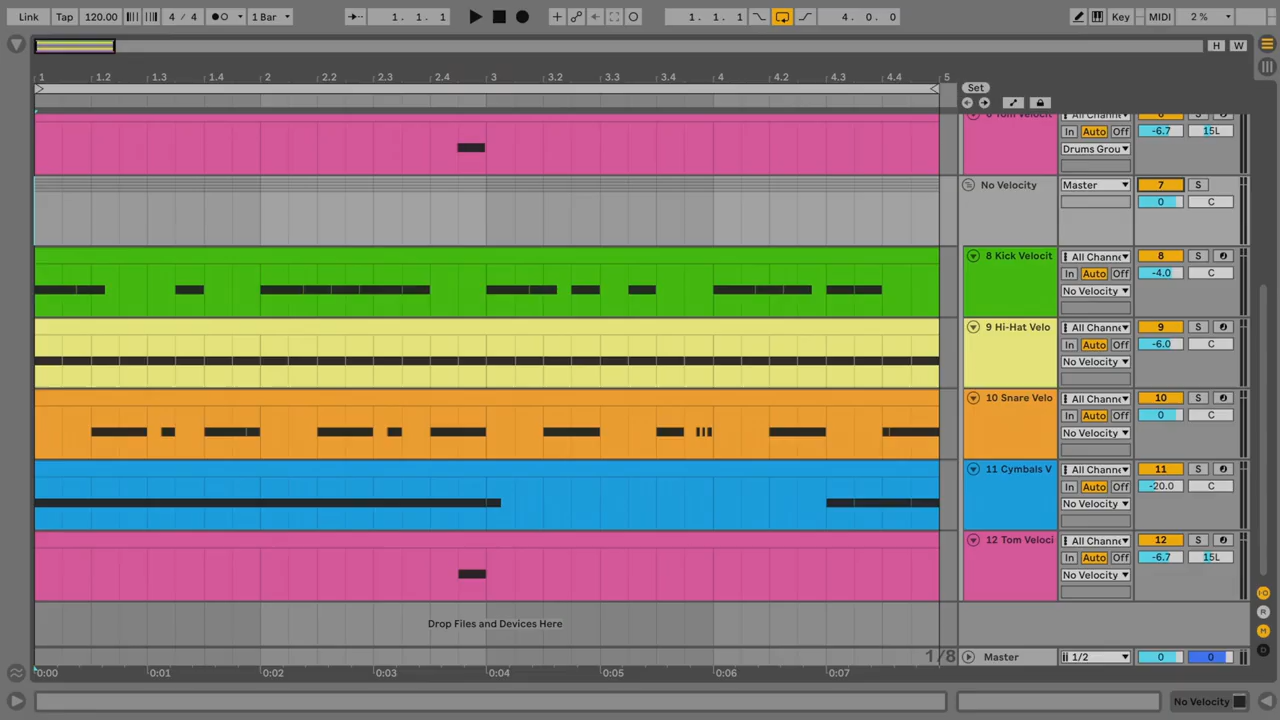 Link Tap 120.00 4 / 4 1 Bar 1. 1. 1 1. 1. 1 4. 0. 0 Key MIDI 2 %
H W
1 1.2 1.3 1.4 2 2.2 2.3 2.4 3 3.2 3.3 3.4 4 4.2 4.3 4.4 5
Set
6 Tom Velocit All Channe 6 S
In Auto Off -6.7 15L
Drums Grou
No Velocity Master 7 S
0 C
8 Kick Velocit All Channe 8 S
In Auto Off -4.0 C
No Velocity
9 Hi-Hat Velo All Channe 9 S
In Auto Off -6.0 C
No Velocity
10 Snare Velo All Channe 10 S
In Auto Off 0 C
No Velocity
11 Cymbals V All Channe 11 S
In Auto Off -20.0 C
No Velocity
12 Tom Veloci All Channe 12 S
In Auto Off -6.7 15L
No Velocity
Drop Files and Devices Here
I·O
R
M
D
1/8 Master 1/2 0 0
0:00 0:01 0:02 0:03 0:04 0:05 0:06 0:07
No Velocity